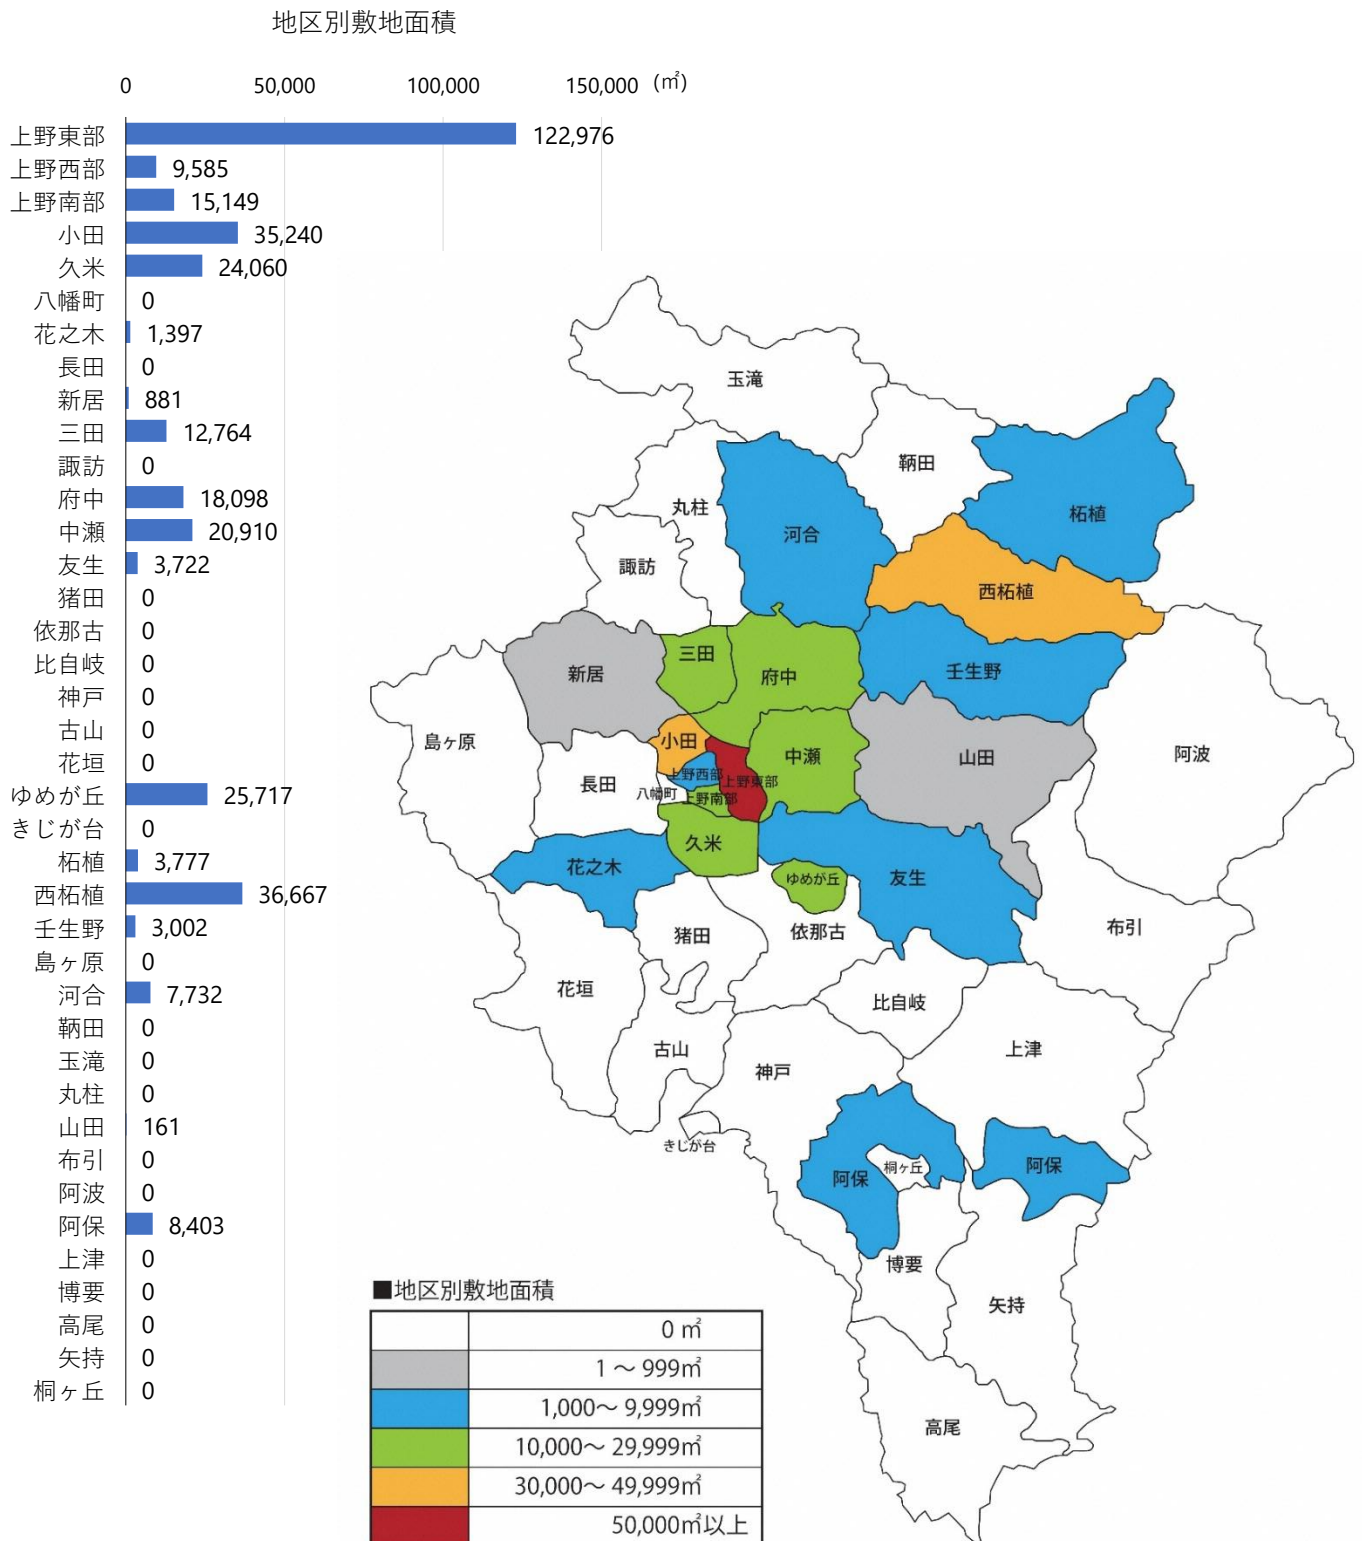 地区別敷地面積
0 50,000 100,000 150,000 (㎡)
上野東部 122,976
上野西部 9,585
上野南部 15,149
小田 35,240
久米 24,060
八幡町 0
花之木 1,397
長田 0
新居 881
三田 12,764
諏訪 0
府中 18,098
中瀬 20,910
友生 3,722
猪田 0
依那古 0
比自岐 0
神戸 0
古山 0
花垣 0
ゆめが丘 25,717
きじが台 0
柘植 3,777
西柘植 36,667
壬生野 3,002
島ヶ原 0
河合 7,732
鞆田 0
玉滝 0
丸柱 0
山田 161
布引 0
阿波 0
阿保 8,403
上津 0
博要 0
高尾 0
矢持 0
桐ヶ丘 0
玉滝
鞆田
丸柱
柘植
河合
諏訪
西柘植
三田
新居
府中
壬生野
島ヶ原
小田
中瀬
山田
阿波
上野西部
上野東部
長田
八幡町
上野南部
久米
花之木
ゆめが丘
友生
猪田
依那古
布引
花垣
比自岐
古山
上津
神戸
きじが台
桐ヶ丘
阿保
阿保
博要
矢持
高尾
■地区別敷地面積
0 ㎡
1 ～ 999㎡
1,000～ 9,999㎡
10,000～ 29,999㎡
30,000～ 49,999㎡
50,000㎡以上